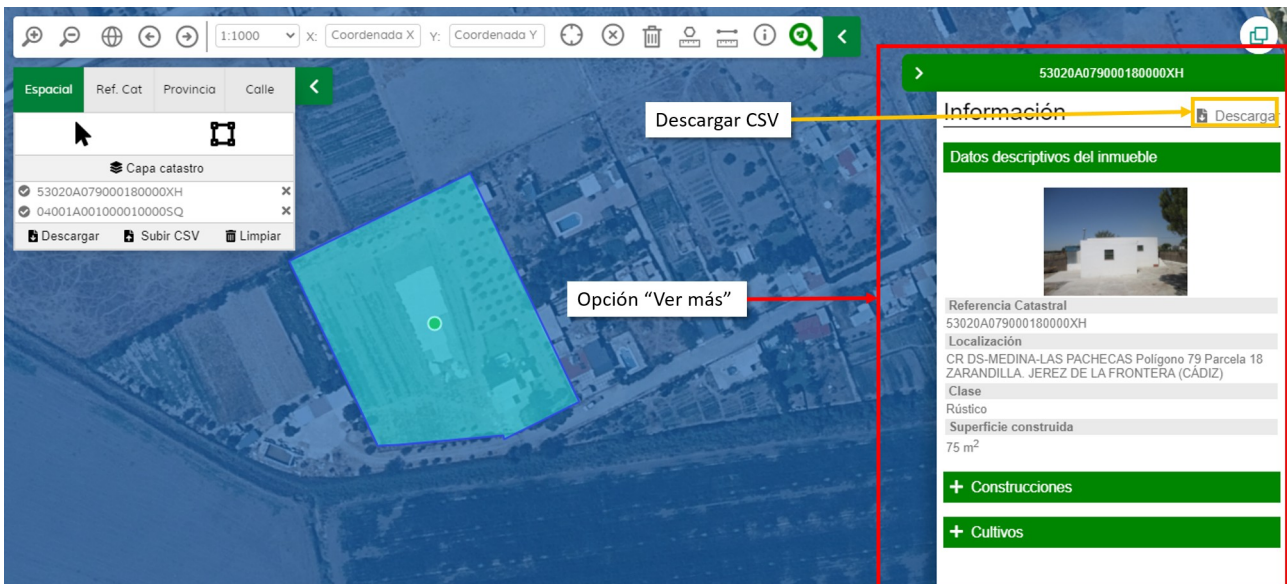 1:1000 X: Coordenada X Y: Coordenada Y
Espacial Ref. Cat Provincia Calle
Capa catastro
53020A079000180000XH
04001A001000010000SQ
Descargar Subir CSV Limpiar
Descargar CSV
Opción “Ver más”
53020A079000180000XH
Información Descargar
Datos descriptivos del inmueble
Referencia Catastral
53020A079000180000XH
Localización
CR DS-MEDINA-LAS PACHECAS Polígono 79 Parcela 18
ZARANDILLA. JEREZ DE LA FRONTERA (CÁDIZ)
Clase
Rústico
Superficie construida
75 m²
+ Construcciones
+ Cultivos